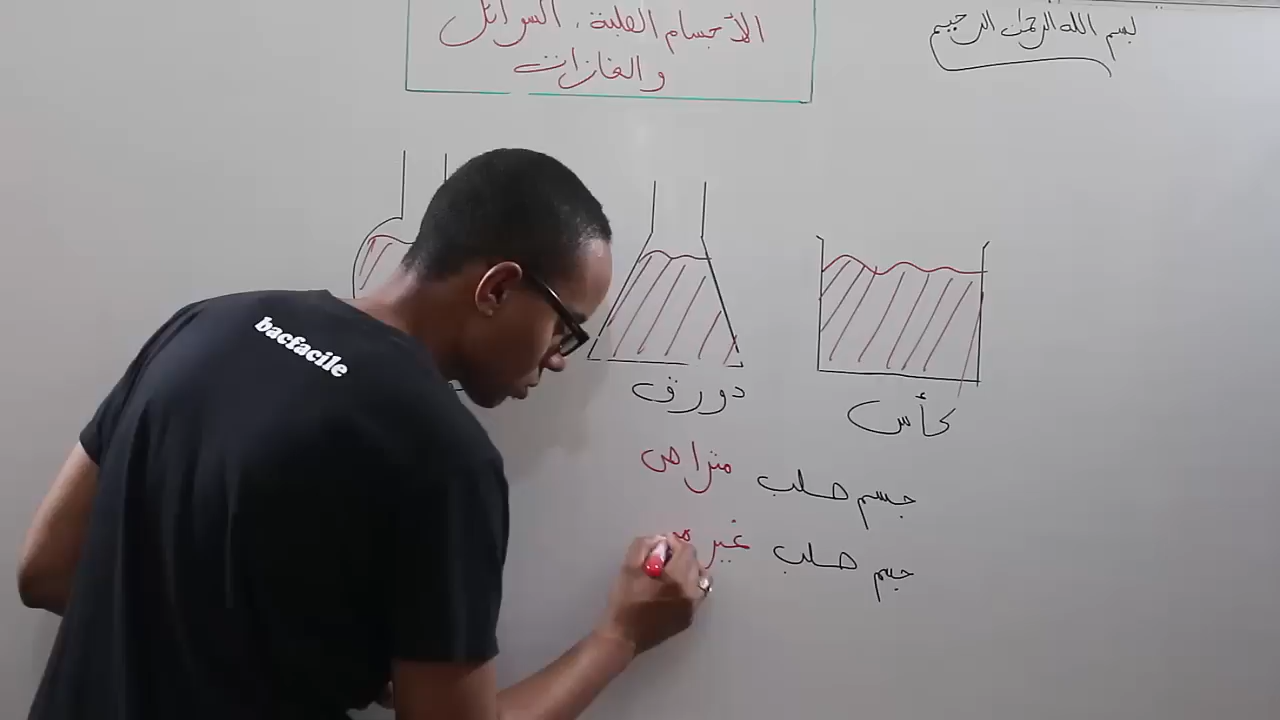 بسم الله الرحمن الرحيم
الأجسام الصلبة، السوائل
والغازات
كأس
دورق
جسم صلب متراص
جسم صلب غير
bacfacile